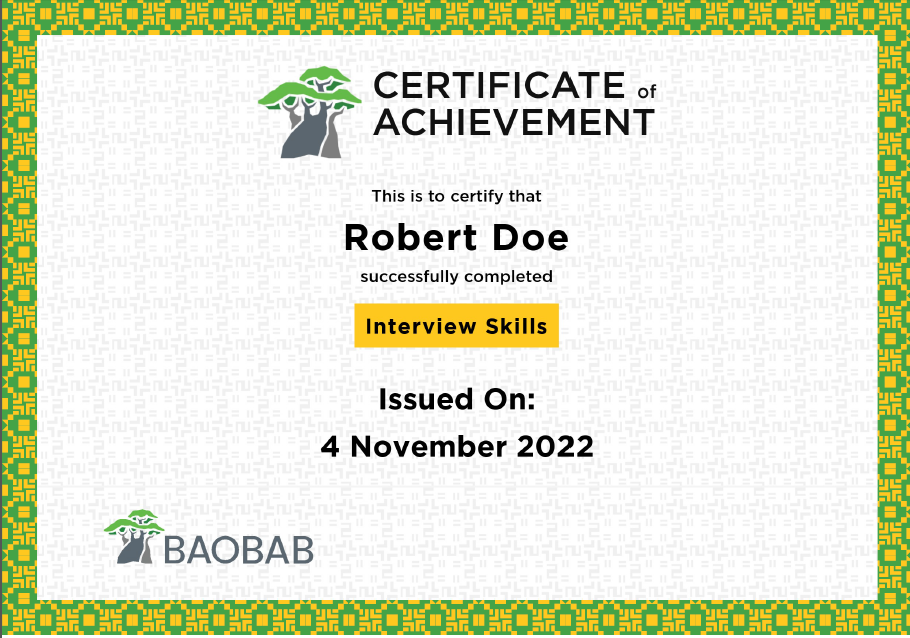 CERTIFICATE of
ACHIEVEMENT
This is to certify that
Robert Doe
successfully completed
Interview Skills
Issued On:
4 November 2022
BAOBAB